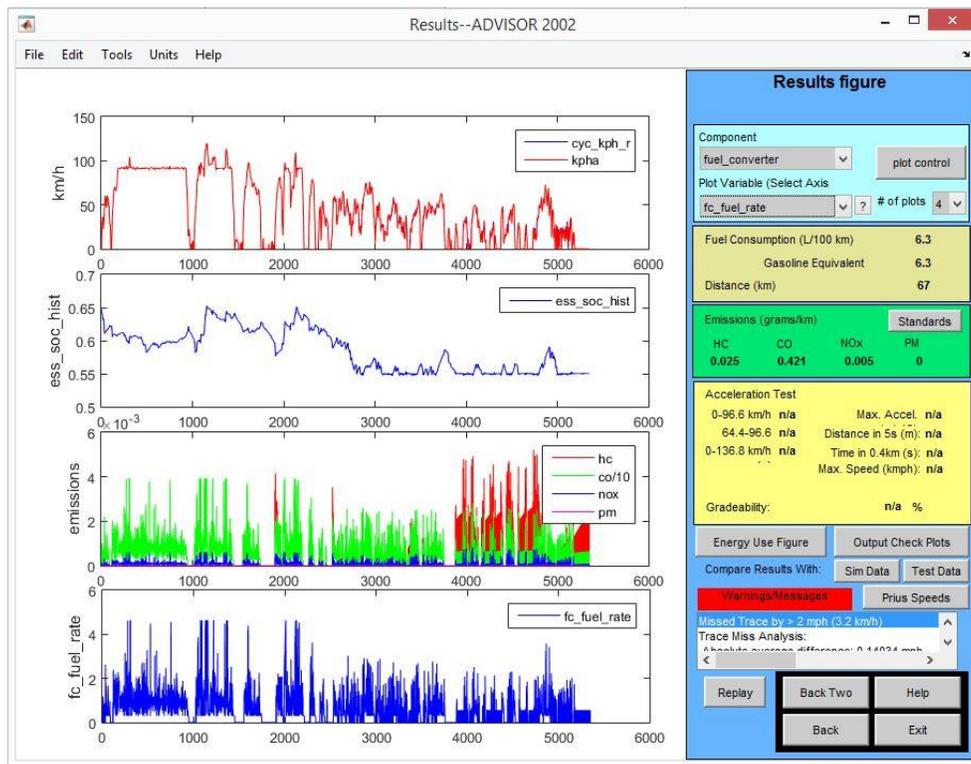 Results--ADVISOR 2002
File Edit Tools Units Help
Results figure
km/h
150
100
50
0
0 1000 2000 3000 4000 5000 6000
cyc_kph_r
kpha
ess_soc_hist
0.7
0.65
0.6
0.55
0.5
0 1000 2000 3000 4000 5000 6000
ess_soc_hist
× 10⁻³
emissions
6
4
2
0
0 1000 2000 3000 4000 5000 6000
hc
co/10
nox
pm
fc_fuel_rate
6
4
2
0
0 1000 2000 3000 4000 5000 6000
fc_fuel_rate
Component
fuel_converter
plot control
Plot Variable (Select Axis
fc_fuel_rate ? # of plots 4
Fuel Consumption (L/100 km) 6.3
Gasoline Equivalent 6.3
Distance (km) 67
Emissions (grams/km) Standards
HC CO NOx PM
0.025 0.421 0.005 0
Acceleration Test
0-96.6 km/h n/a Max. Accel. n/a
64.4-96.6 n/a Distance in 5s (m): n/a
0-136.8 km/h n/a Time in 0.4km (s): n/a
Max. Speed (kmph): n/a
Gradeability: n/a %
Energy Use Figure Output Check Plots
Compare Results With: Sim Data Test Data
Warnings/Messages Prius Speeds
Missed Trace by > 2 mph (3.2 km/h)
Trace Miss Analysis:
Absolute average difference: 0.14034 mph
Replay Back Two Help
Back Exit